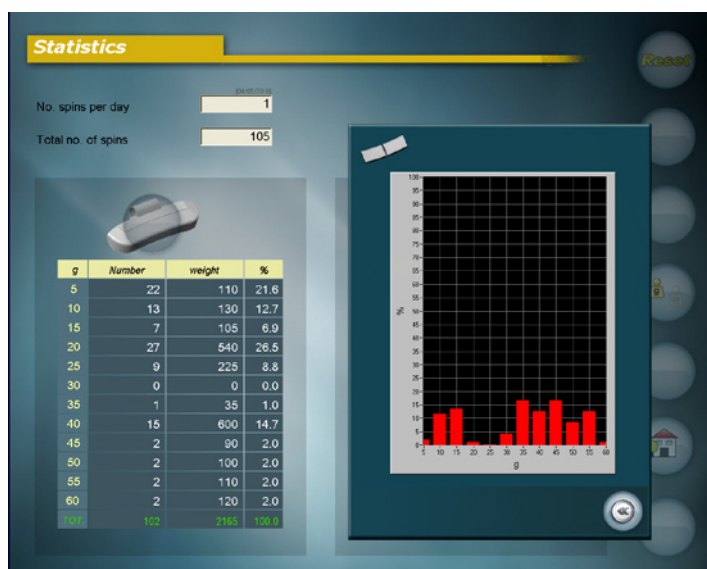 Statistics
Reset
No. spins per day 1
Total no. of spins 105
g Number weight %
5 22 110 21.6
10 13 130 12.7
15 7 105 6.9
20 27 540 26.5
25 9 225 8.8
30 0 0 0.0
35 1 35 1.0
40 15 600 14.7
45 2 90 2.0
50 2 100 2.0
55 2 110 2.0
60 2 120 2.0
TOT. 102 2165 100.0
100
95
90
85
80
75
70
65
60
55
50
45
40
35
30
25
20
15
10
5
0
%
5 10 15 20 25 30 35 40 45 50 55 60
g